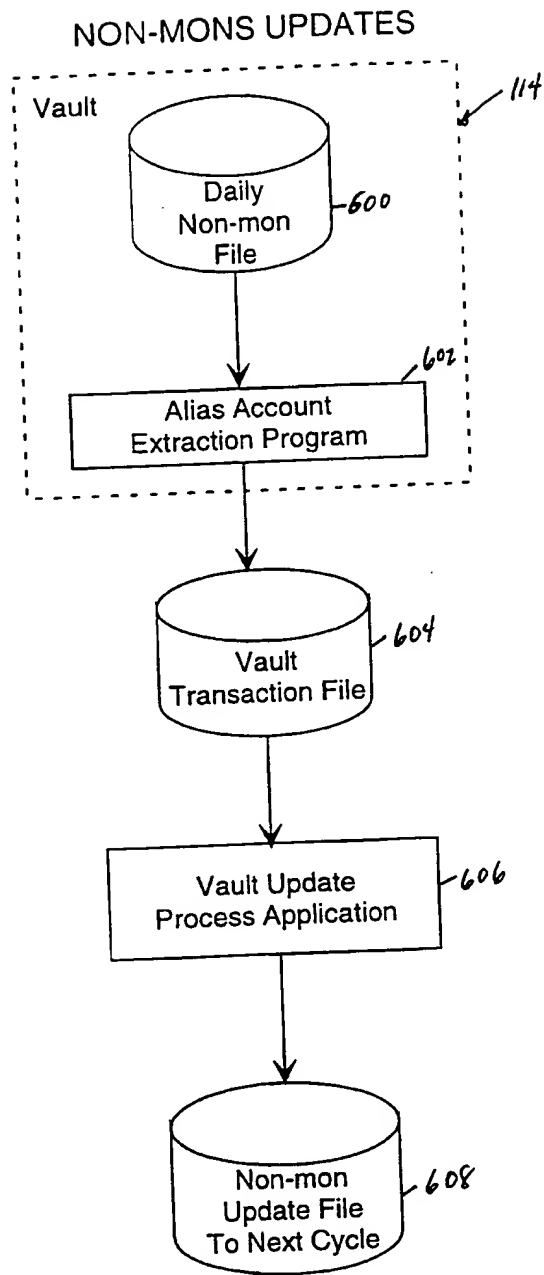 NON-MONS UPDATES
Vault
114
Daily
Non-mon
File
600
602
Alias Account
Extraction Program
604
Vault
Transaction File
606
Vault Update
Process Application
608
Non-mon
Update File
To Next Cycle